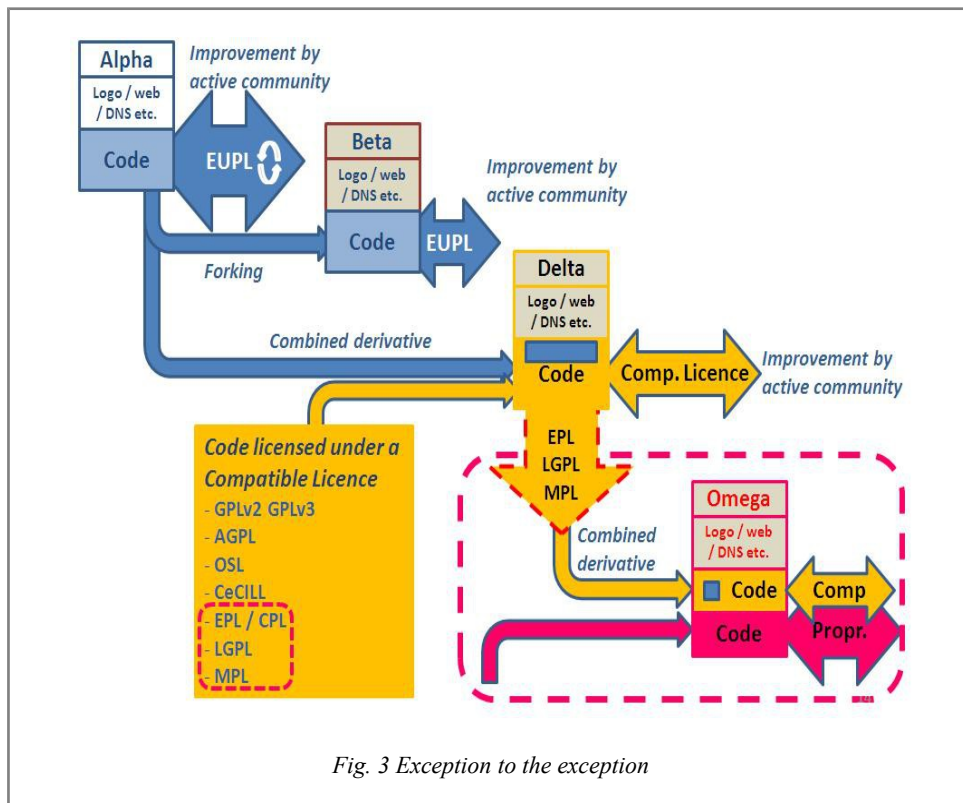 Alpha
Logo / web
/ DNS etc.
Code
Improvement by
active community
EUPL
Forking
Beta
Logo / web
/ DNS etc.
Code
EUPL
Improvement by
active community
Combined derivative
Delta
Logo / web
/ DNS etc.
Code
Comp. Licence
Improvement by
active community
Code licensed under a
Compatible Licence
- GPLv2 GPLv3
- AGPL
- OSL
- CeCILL
- EPL / CPL
- LGPL
- MPL
EPL
LGPL
MPL
Combined
derivative
Omega
Logo / web
/ DNS etc.
Code
Comp
Code
Propr.
Fig. 3 Exception to the exception